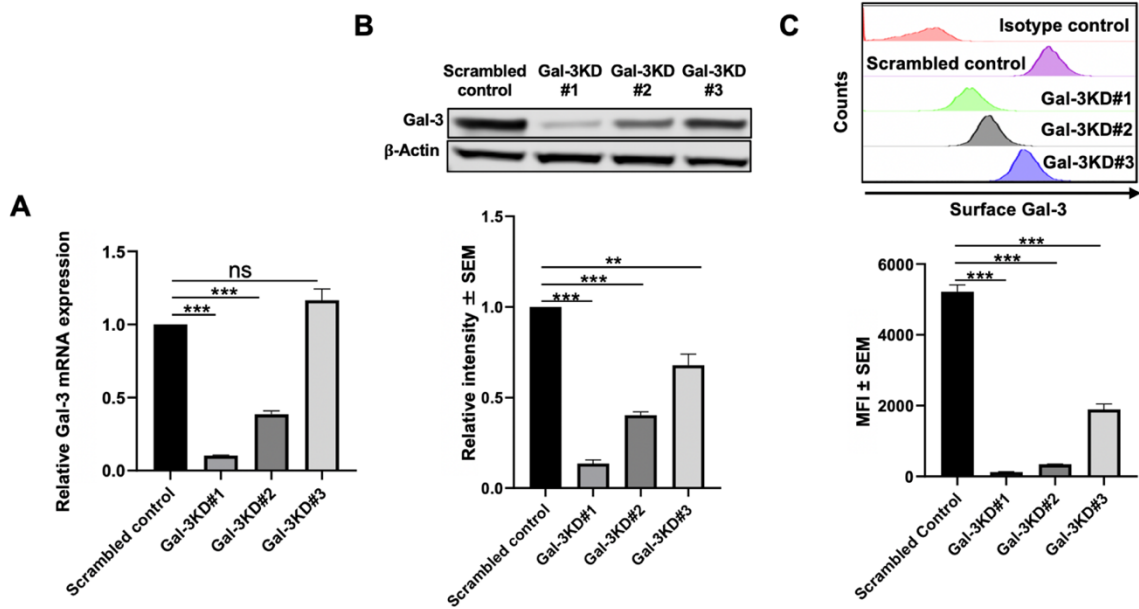 A
Relative Gal-3 mRNA expression
1.5
1.0
0.5
0.0
ns
***
***
Scrambled control
Gal-3KD#1
Gal-3KD#2
Gal-3KD#3
B
Scrambled control
Gal-3KD #1
Gal-3KD #2
Gal-3KD #3
Gal-3
β-Actin
Relative intensity ± SEM
1.5
1.0
0.5
0.0
**
***
***
Scrambled control
Gal-3KD#1
Gal-3KD#2
Gal-3KD#3
C
Counts
Isotype control
Scrambled control
Gal-3KD#1
Gal-3KD#2
Gal-3KD#3
Surface Gal-3
MFI ± SEM
6000
4000
2000
0
***
***
***
Scrambled Control
Gal-3KD#1
Gal-3KD#2
Gal-3KD#3